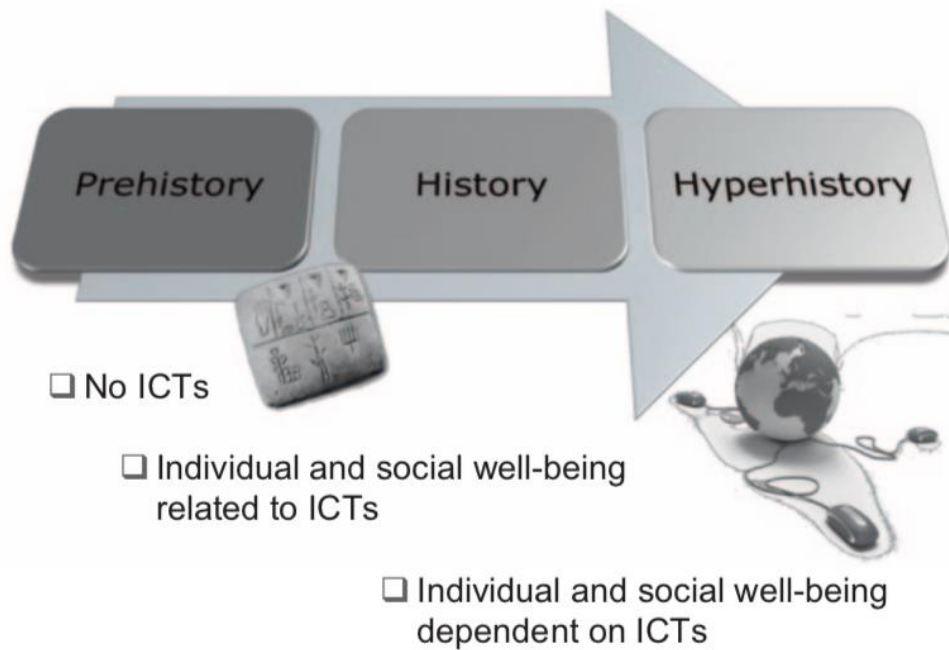 Prehistory
History
Hyperhistory
❑ No ICTs
❑ Individual and social well-being
related to ICTs
❑ Individual and social well-being
dependent on ICTs